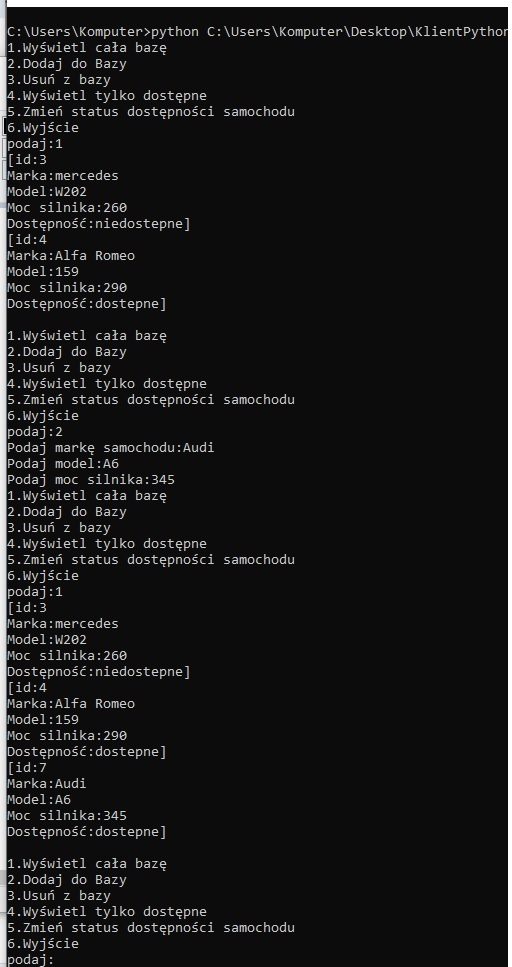 C:\Users\Komputer>python C:\Users\Komputer\Desktop\KlientPython
1.Wyświetl cała bazę
2.Dodaj do Bazy
3.Usuń z bazy
4.Wyświetl tylko dostępne
5.Zmień status dostępności samochodu
6.Wyjście
podaj:1
[id:3
Marka:mercedes
Model:W202
Moc silnika:260
Dostępność:niedostepne]
[id:4
Marka:Alfa Romeo
Model:159
Moc silnika:290
Dostępność:dostepne]
1.Wyświetl cała bazę
2.Dodaj do Bazy
3.Usuń z bazy
4.Wyświetl tylko dostępne
5.Zmień status dostępności samochodu
6.Wyjście
podaj:2
Podaj markę samochodu:Audi
Podaj model:A6
Podaj moc silnika:345
1.Wyświetl cała bazę
2.Dodaj do Bazy
3.Usuń z bazy
4.Wyświetl tylko dostępne
5.Zmień status dostępności samochodu
6.Wyjście
podaj:1
[id:3
Marka:mercedes
Model:W202
Moc silnika:260
Dostępność:niedostepne]
[id:4
Marka:Alfa Romeo
Model:159
Moc silnika:290
Dostępność:dostepne]
[id:7
Marka:Audi
Model:A6
Moc silnika:345
Dostępność:dostepne]
1.Wyświetl cała bazę
2.Dodaj do Bazy
3.Usuń z bazy
4.Wyświetl tylko dostępne
5.Zmień status dostępności samochodu
6.Wyjście
podaj: